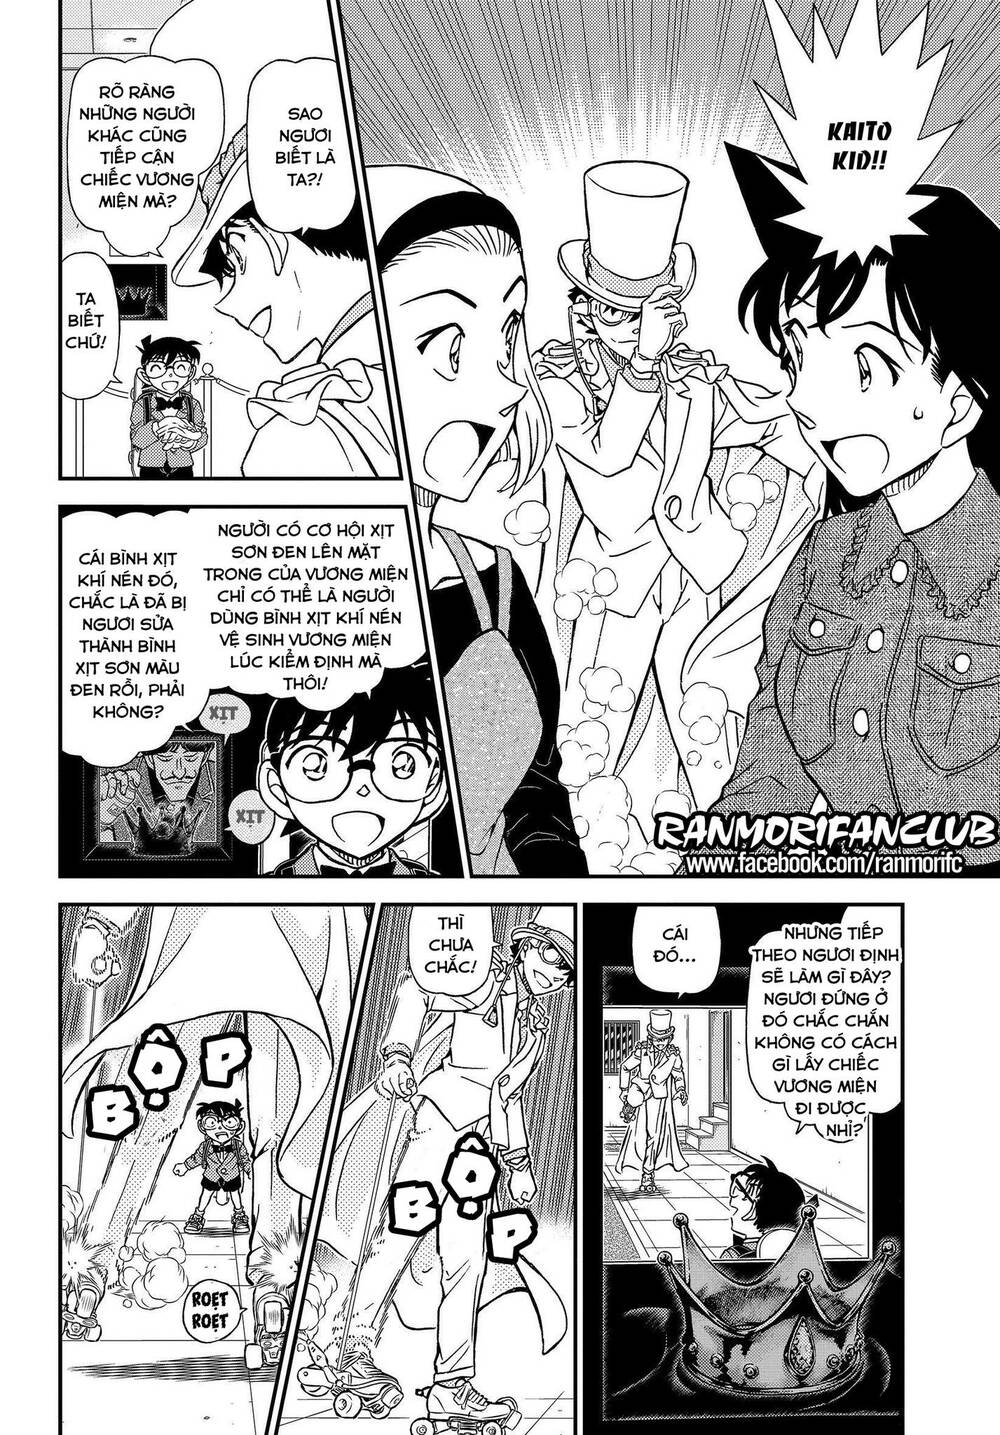 KAITO
KID!!
SAO
NGƯƠI
BIẾT LÀ
TA?!
RÕ RÀNG
NHỮNG NGƯỜI
KHÁC CŨNG
TIẾP CẬN
CHIẾC VƯƠNG
MIỆN MÀ?
TA
BIẾT
CHỨ!
NGƯỜI CÓ CƠ HỘI XỊT
SƠN ĐEN LÊN MẶT
TRONG CỦA VƯƠNG MIỆN
CHỈ CÓ THỂ LÀ NGƯỜI
DÙNG BÌNH XỊT KHÍ NÉN
VỆ SINH VƯƠNG MIỆN
LÚC KIỂM ĐỊNH MÀ
THÔI!
CÁI BÌNH XỊT
KHÍ NÉN ĐÓ,
CHẮC LÀ ĐÃ BỊ
NGƯƠI SỬA
THÀNH BÌNH
XỊT SƠN MÀU
ĐEN RỒI, PHẢI
KHÔNG?
XỊT
XỊT
RANMORI FANCLUB
www.facebook.com/ranmorifc
NHƯNG TIẾP
THEO NGƯƠI ĐỊNH
SẼ LÀM GÌ ĐÂY?
NGƯƠI ĐỨNG Ở
ĐÓ CHẮC CHẮN
KHÔNG CÓ CÁCH
GÌ LẤY CHIẾC
VƯƠNG MIỆN
ĐI ĐƯỢC
NHỈ?
CÁI
ĐÓ...
THÌ
CHƯA
CHẮC!
BỘP
BỘP
ROẸT
ROẸT